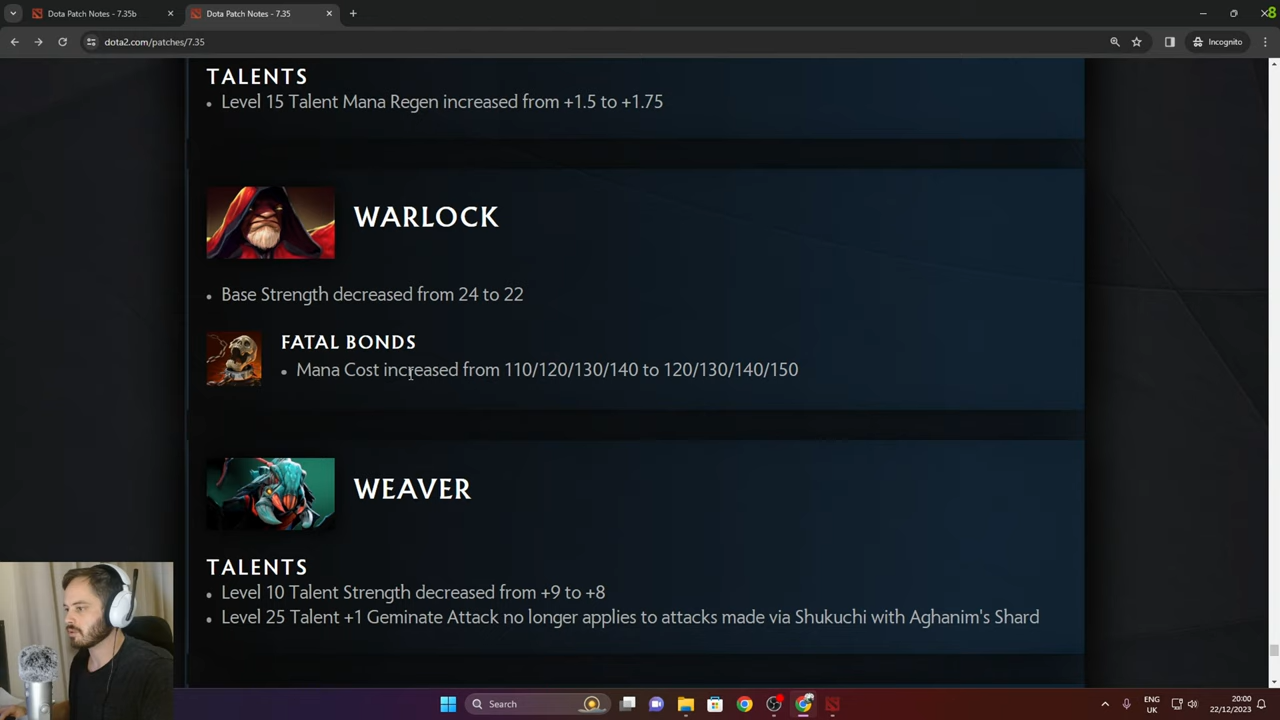 Dota Patch Notes - 7.35b
Dota Patch Notes - 7.35
8
dota2.com/patches/7.35
Incognito
TALENTS
Level 15 Talent Mana Regen increased from +1.5 to +1.75
WARLOCK
Base Strength decreased from 24 to 22
FATAL BONDS
Mana Cost increased from 110/120/130/140 to 120/130/140/150
WEAVER
TALENTS
Level 10 Talent Strength decreased from +9 to +8
Level 25 Talent +1 Geminate Attack no longer applies to attacks made via Shukuchi with Aghanim's Shard
Search
ENG
UK
20:00
22/12/2023